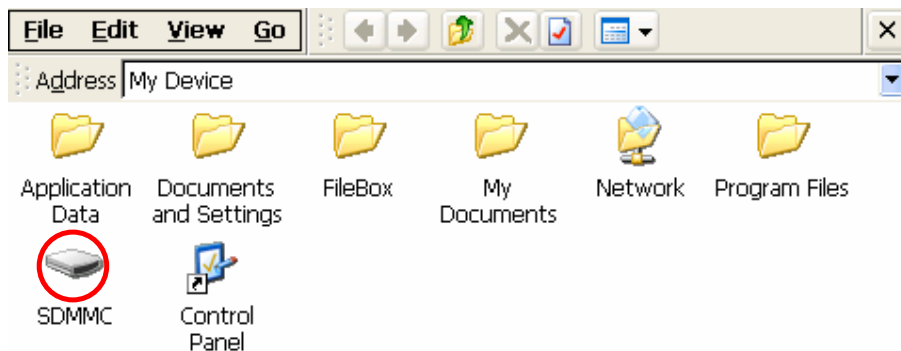 File Edit View Go
Address My Device
Application Data
Documents and Settings
FileBox
My Documents
Network
Program Files
SDMMC
Control Panel